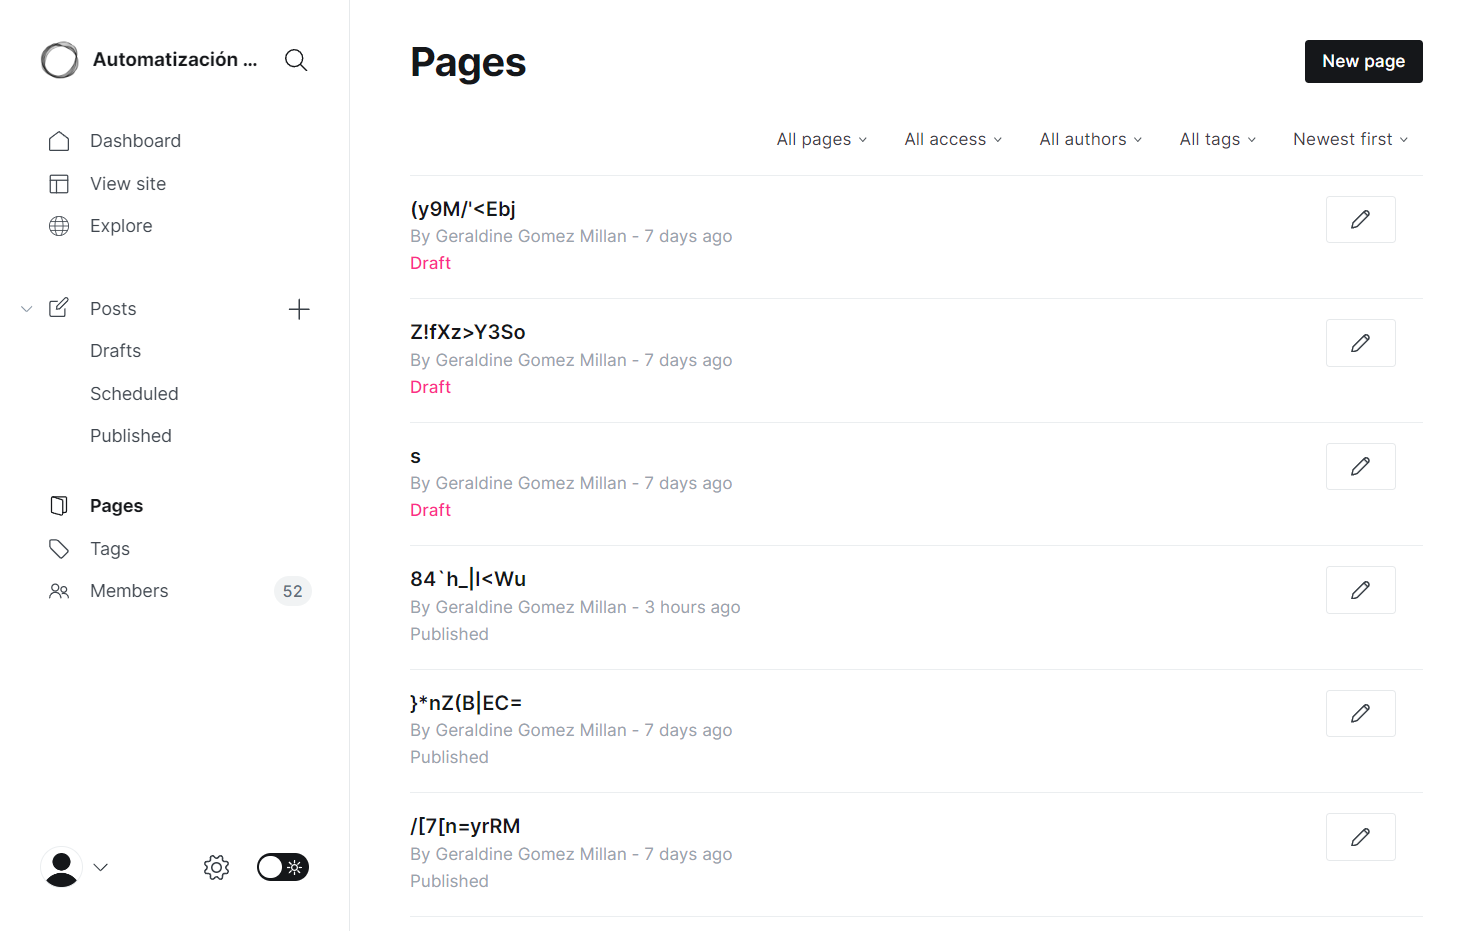 Automatización ...
Dashboard
View site
Explore
Posts
Drafts
Scheduled
Published
Pages
Tags
Members 52
Pages
New page
All pages All access All authors All tags Newest first
(y9M/'<Ebj
By Geraldine Gomez Millan - 7 days ago
Draft
Z!fXz>Y3So
By Geraldine Gomez Millan - 7 days ago
Draft
s
By Geraldine Gomez Millan - 7 days ago
Draft
84`h_|I<Wu
By Geraldine Gomez Millan - 3 hours ago
Published
}*nZ(B|EC=
By Geraldine Gomez Millan - 7 days ago
Published
/[7[n=yrRM
By Geraldine Gomez Millan - 7 days ago
Published